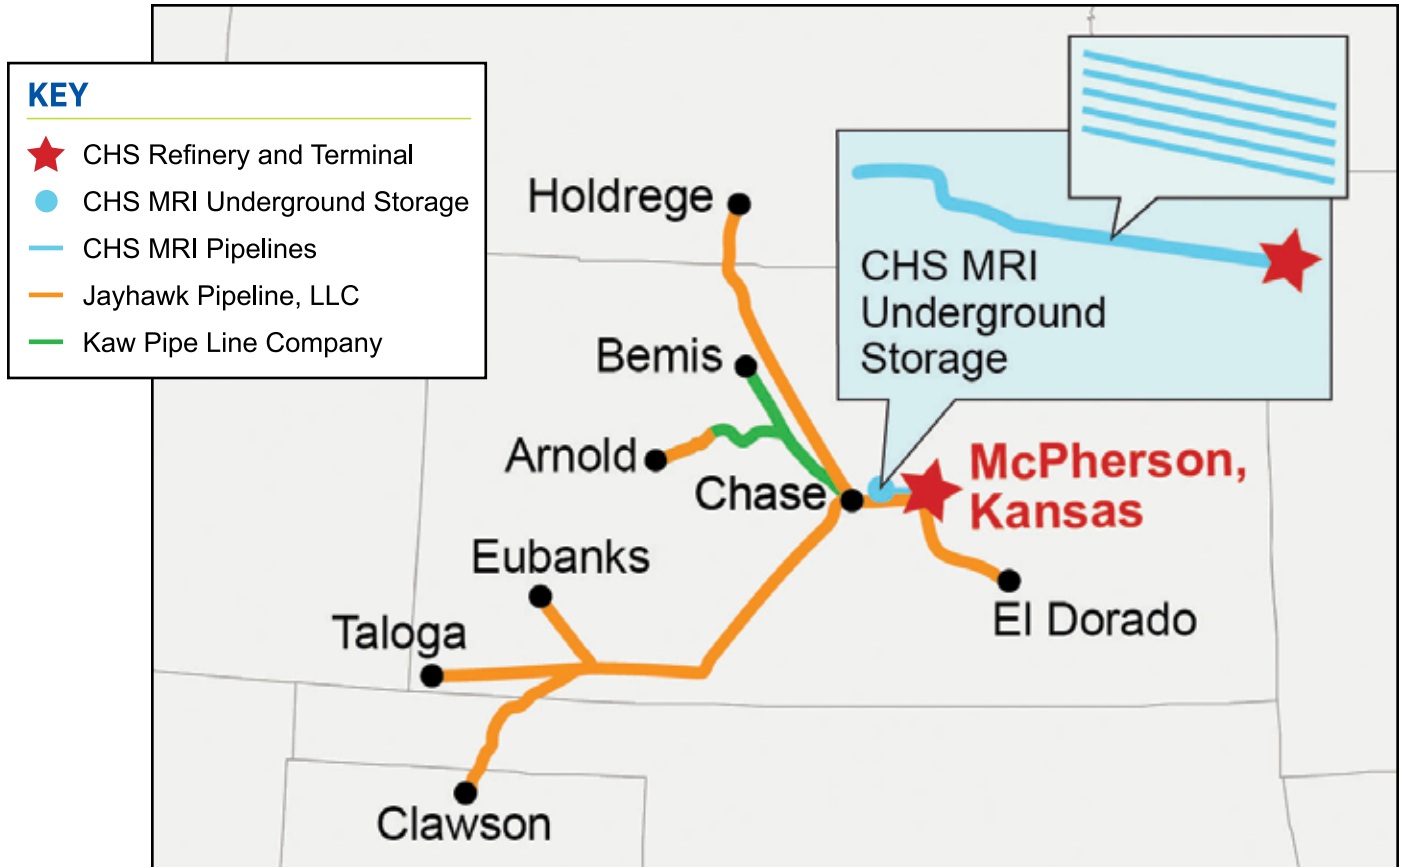 KEY
CHS Refinery and Terminal
CHS MRI Underground Storage
CHS MRI Pipelines
Jayhawk Pipeline, LLC
Kaw Pipe Line Company
Holdrege
CHS MRI
Underground
Storage
Bemis
Arnold
Chase
McPherson,
Kansas
Eubanks
El Dorado
Taloga
Clawson